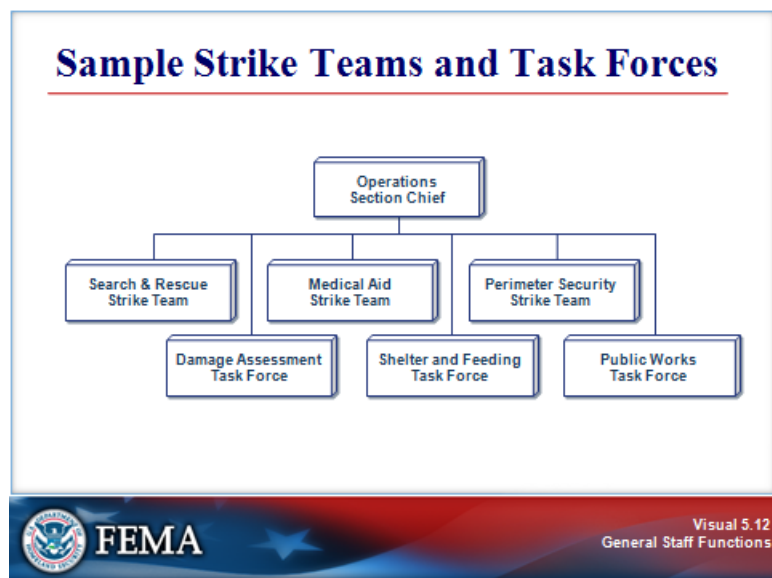 Sample Strike Teams and Task Forces
Operations
Section Chief
Search & Rescue
Strike Team
Medical Aid
Strike Team
Perimeter Security
Strike Team
Damage Assessment
Task Force
Shelter and Feeding
Task Force
Public Works
Task Force
FEMA
Visual 5.12
General Staff Functions